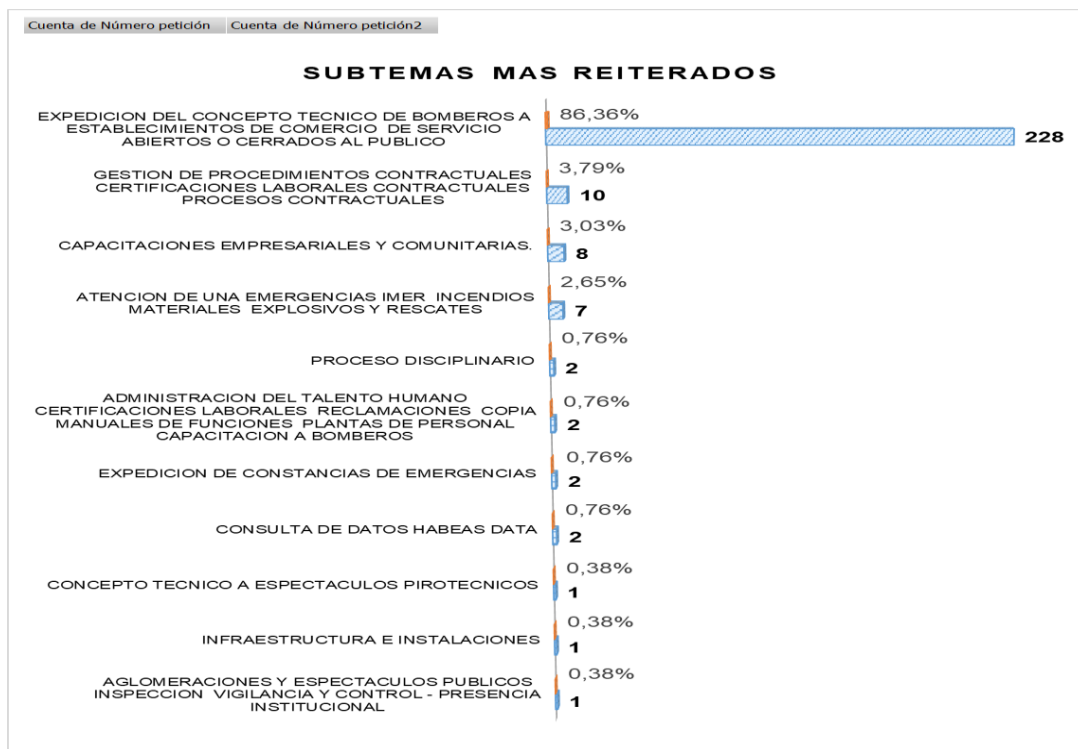 Cuenta de Número petición Cuenta de Número petición2
SUBTEMAS MAS REITERADOS
EXPEDICION DEL CONCEPTO TECNICO DE BOMBEROS A
ESTABLECIMIENTOS DE COMERCIO DE SERVICIO
ABIERTOS O CERRADOS AL PUBLICO
86,36%
228
GESTION DE PROCEDIMIENTOS CONTRACTUALES
CERTIFICACIONES LABORALES CONTRACTUALES
PROCESOS CONTRACTUALES
3,79%
10
CAPACITACIONES EMPRESARIALES Y COMUNITARIAS.
3,03%
8
ATENCION DE UNA EMERGENCIAS IMER INCENDIOS
MATERIALES EXPLOSIVOS Y RESCATES
2,65%
7
PROCESO DISCIPLINARIO
0,76%
2
ADMINISTRACION DEL TALENTO HUMANO
CERTIFICACIONES LABORALES RECLAMACIONES COPIA
MANUALES DE FUNCIONES PLANTAS DE PERSONAL
CAPACITACION A BOMBEROS
0,76%
2
EXPEDICION DE CONSTANCIAS DE EMERGENCIAS
0,76%
2
CONSULTA DE DATOS HABEAS DATA
0,76%
2
CONCEPTO TECNICO A ESPECTACULOS PIROTECNICOS
0,38%
1
INFRAESTRUCTURA E INSTALACIONES
0,38%
1
AGLOMERACIONES Y ESPECTACULOS PUBLICOS
INSPECCION VIGILANCIA Y CONTROL - PRESENCIA
INSTITUCIONAL
0,38%
1